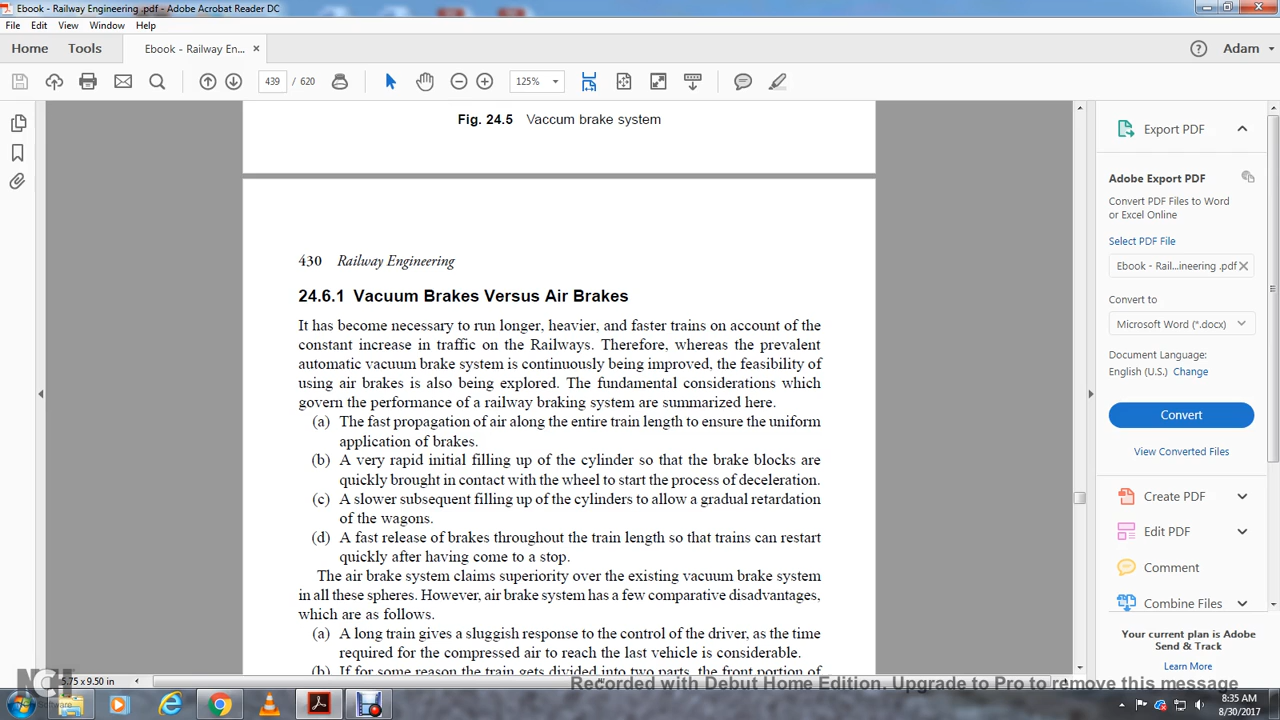 Ebook - Railway Engineering .pdf - Adobe Acrobat Reader DC
File Edit View Window Help
Home Tools Ebook - Railway En... ×
Adam
439 / 620 125%
Fig. 24.5 Vaccum brake system
430 Railway Engineering
24.6.1 Vacuum Brakes Versus Air Brakes
It has become necessary to run longer, heavier, and faster trains on account of the
constant increase in traffic on the Railways. Therefore, whereas the prevalent
automatic vacuum brake system is continuously being improved, the feasibility of
using air brakes is also being explored. The fundamental considerations which
govern the performance of a railway braking system are summarized here.
(a) The fast propagation of air along the entire train length to ensure the uniform
application of brakes.
(b) A very rapid initial filling up of the cylinder so that the brake blocks are
quickly brought in contact with the wheel to start the process of deceleration.
(c) A slower subsequent filling up of the cylinders to allow a gradual retardation
of the wagons.
(d) A fast release of brakes throughout the train length so that trains can restart
quickly after having come to a stop.
The air brake system claims superiority over the existing vacuum brake system
in all these spheres. However, air brake system has a few comparative disadvantages,
which are as follows.
(a) A long train gives a sluggish response to the control of the driver, as the time
required for the compressed air to reach the last vehicle is considerable.
(b) If for some reason the train gets divided into two parts, the front portion of
Export PDF
Adobe Export PDF
Convert PDF Files to Word
or Excel Online
Select PDF File
Ebook - Rail...ineering .pdf ×
Convert to
Microsoft Word (*.docx)
Document Language:
English (U.S.) Change
Convert
View Converted Files
Create PDF
Edit PDF
Comment
Combine Files
Your current plan is Adobe
Send & Track
Learn More
5.75 x 9.50 in
NCH Software
Recorded with Debut Home Edition. Upgrade to Pro to remove this message
8:35 AM
8/30/2017